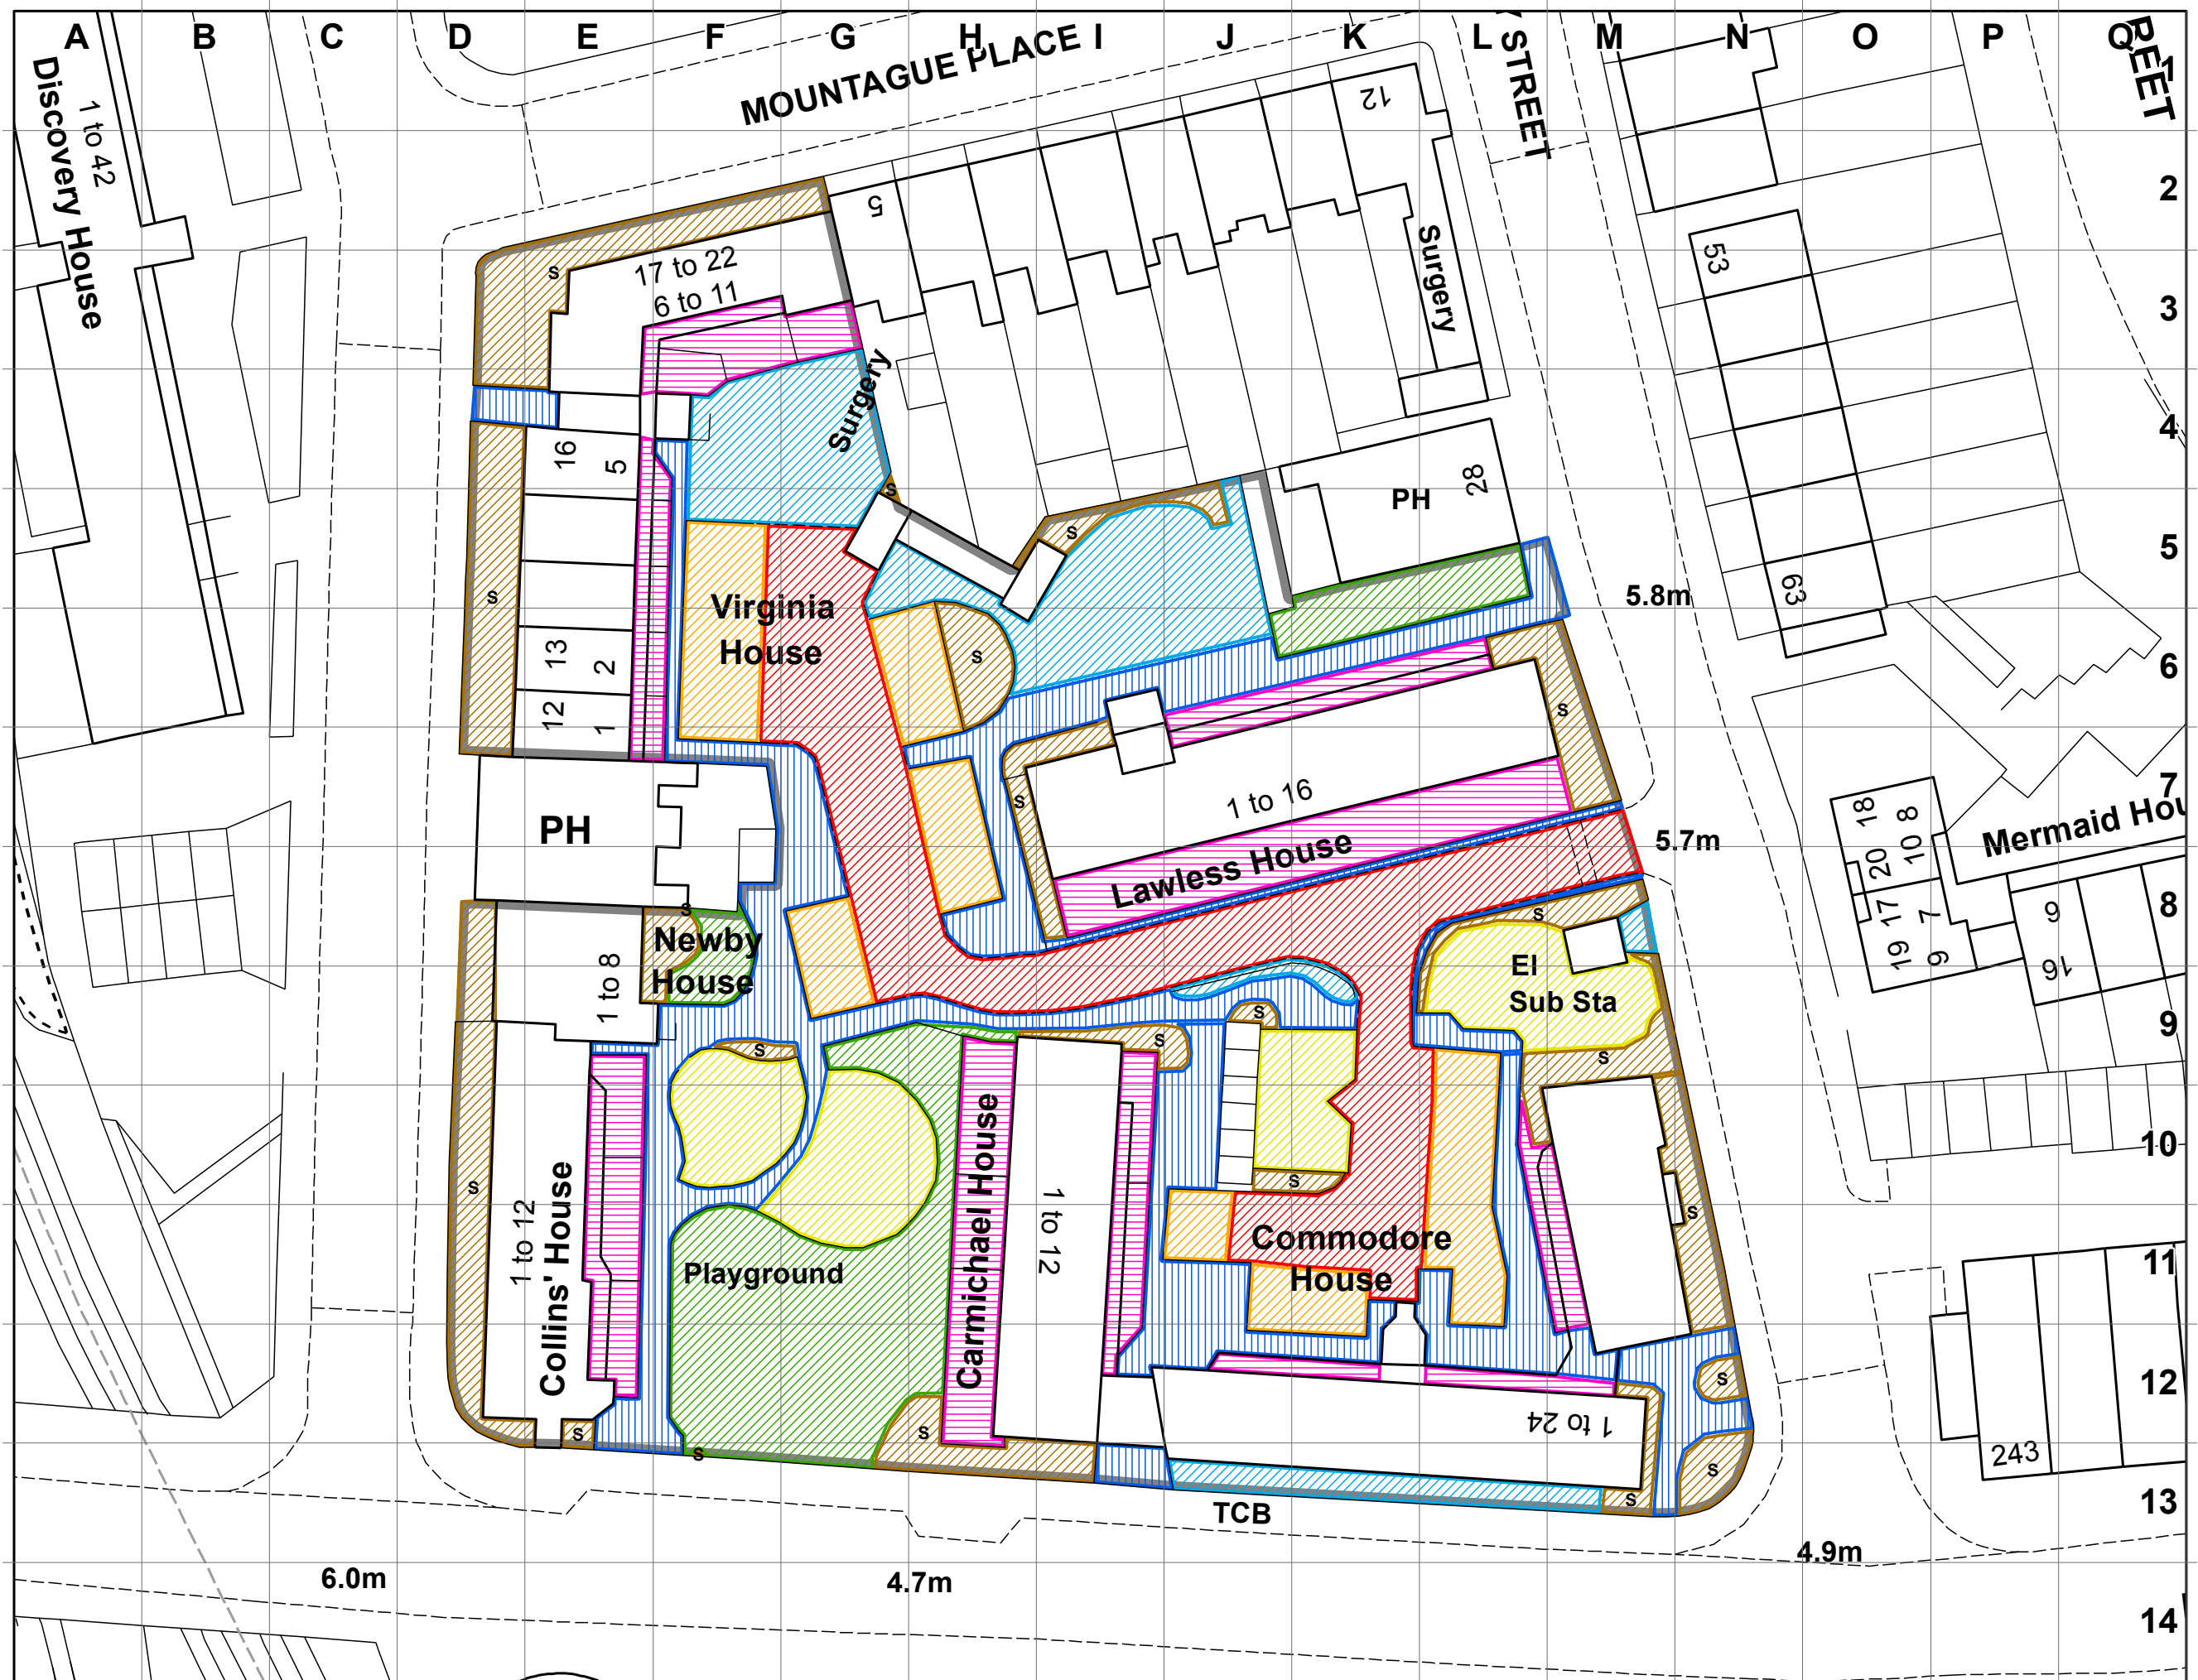 A B C D E F G H I J K L M N O P Q
1
2
3
4
5
6
7
8
9
10
11
12
13
14
MOUNTAGUE PLACE
STREET
REET
Discovery House
1 to 42
5
12
Surgery
53
s
17 to 22
6 to 11
Surgery
16
5
s
PH
28
s
s
Virginia
House
5.8m
63
13
2
s
12
1
s
s
PH
1 to 16
Lawless House
5.7m
18
10 8
20
17
7
19
9
Mermaid Hou
9
16
s
s
Newby
House
1 to 8
El
Sub Sta
s
s
s
s
s
1 to 12
Collins' House
Playground
Carmichael House
1 to 12
s
Commodore
House
s
s
s
s
s
s
1 to 24
s
s
243
TCB
4.9m
6.0m
4.7m